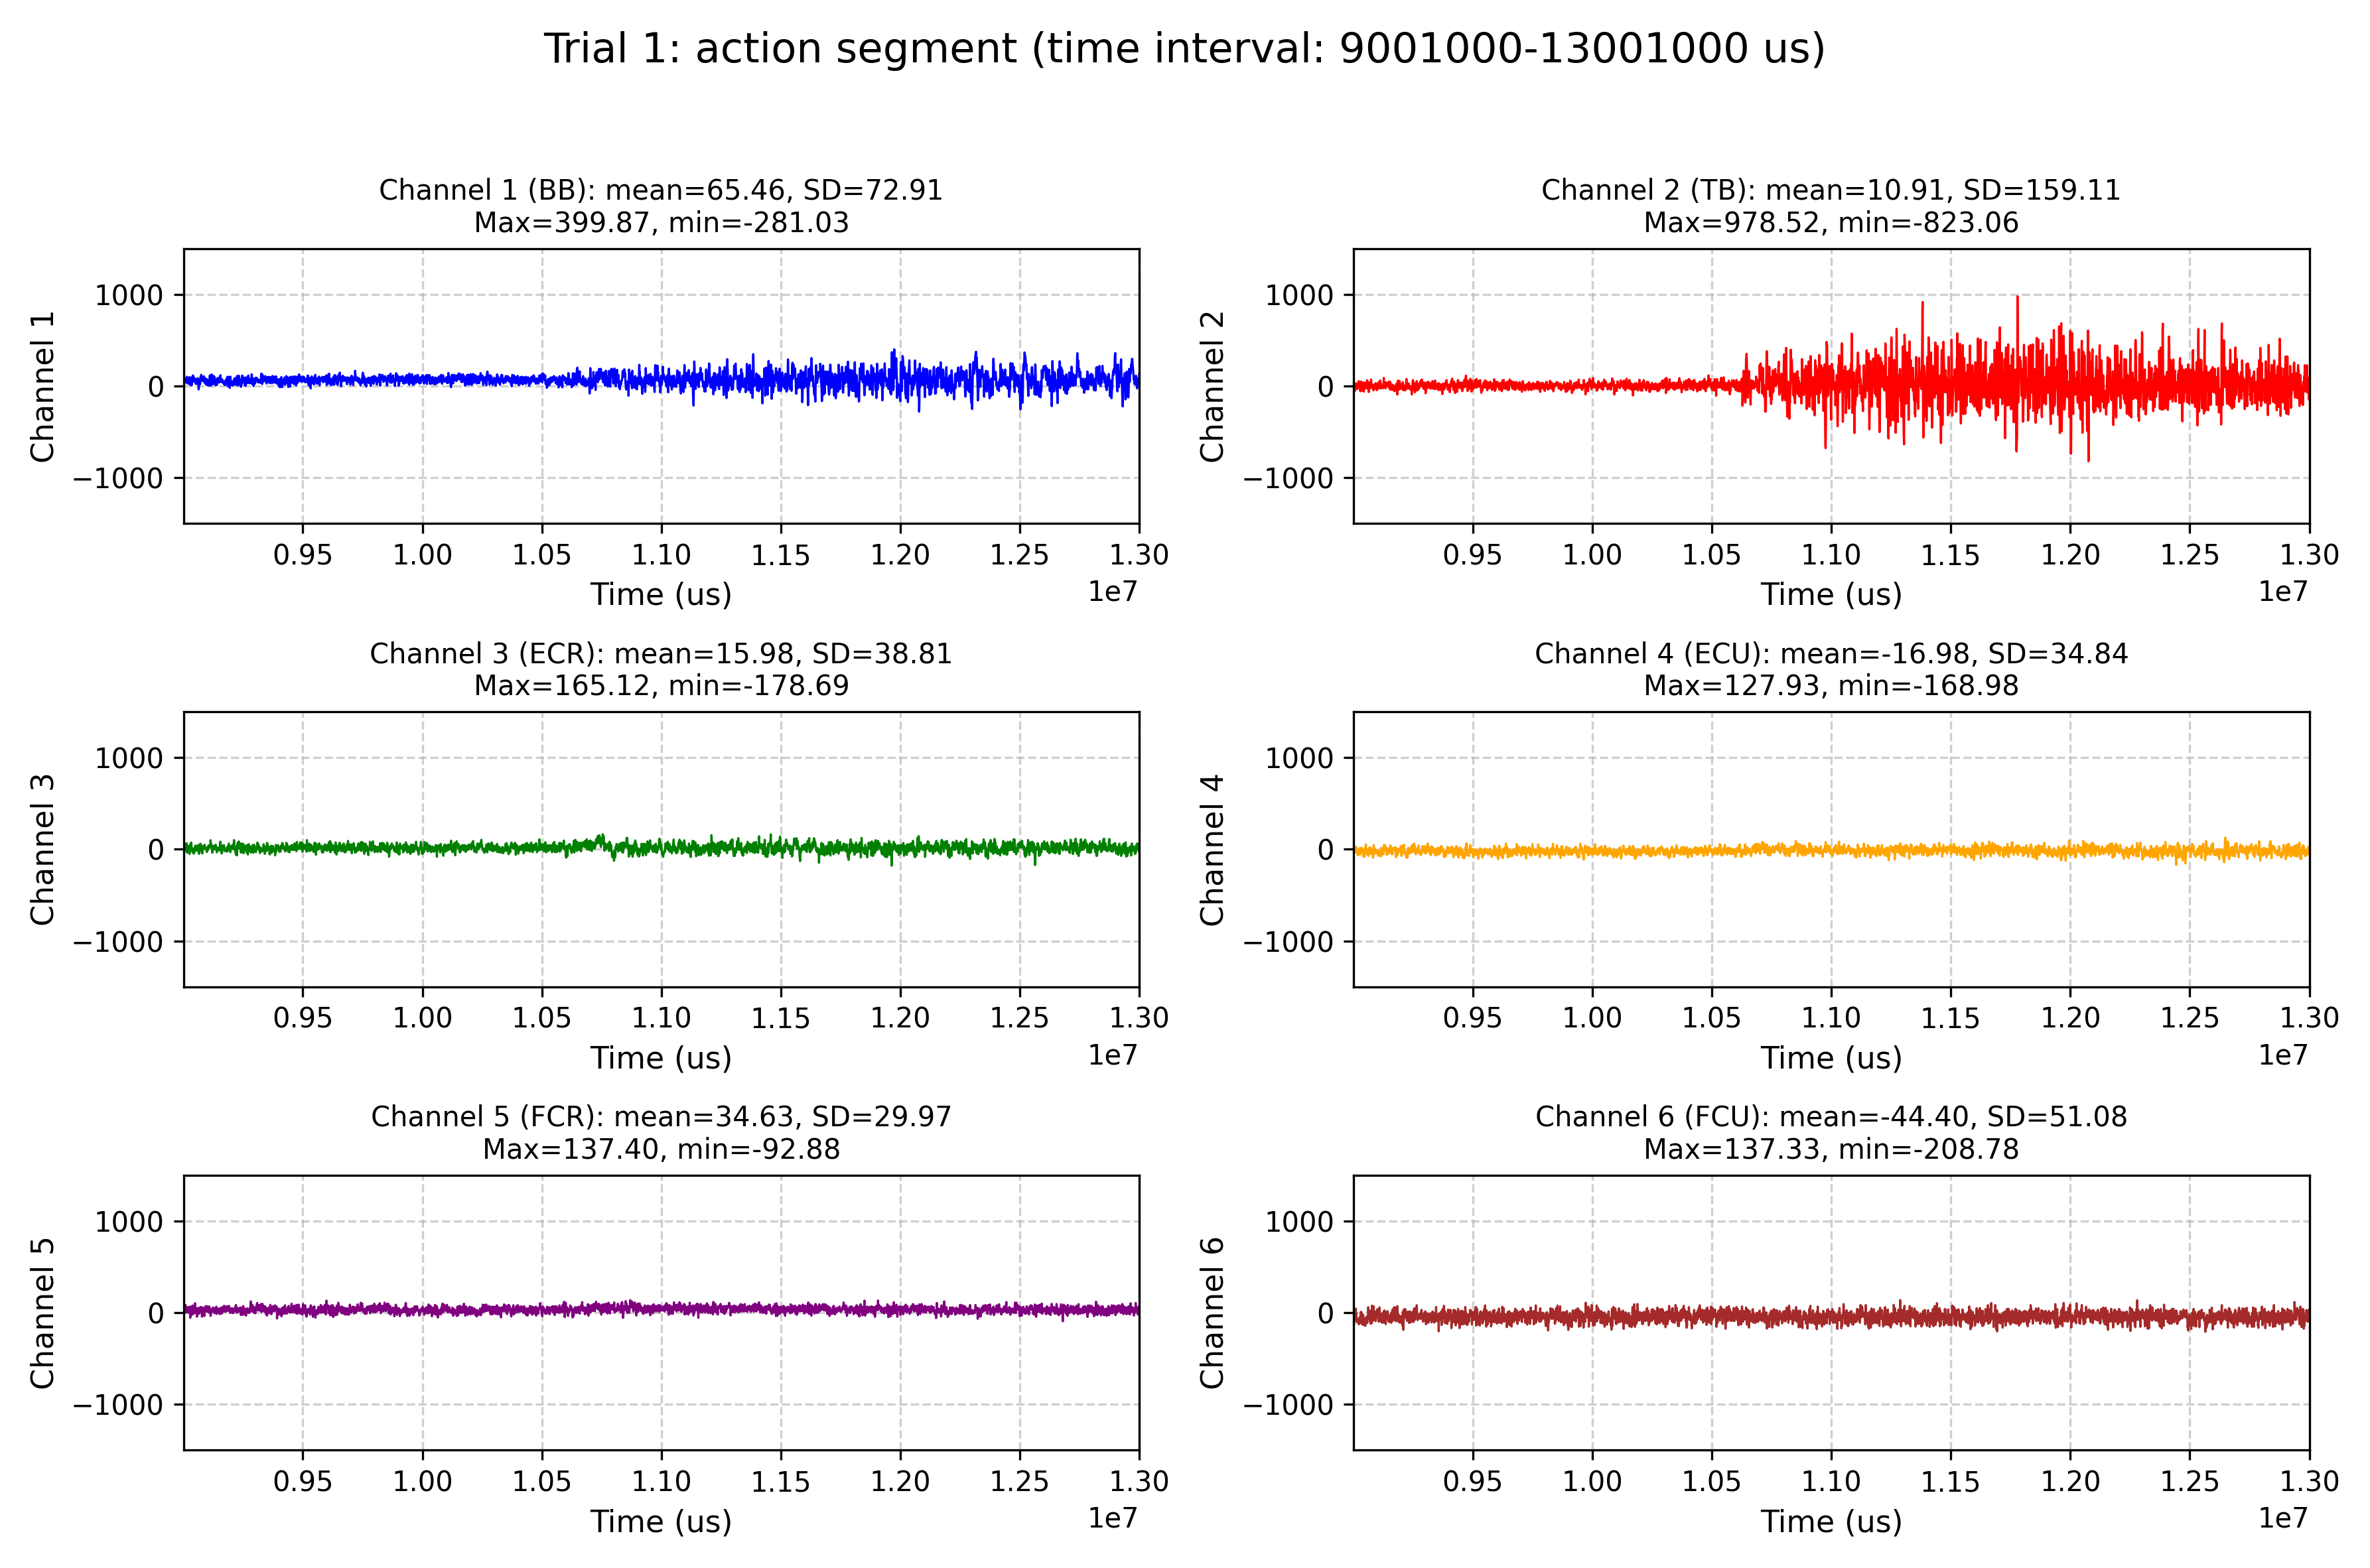 Trial 1: action segment (time interval: 9001000-13001000 us)
Channel 1 (BB): mean=65.46, SD=72.91
Max=399.87, min=-281.03
Channel 1
1000
0
−1000
0.95 1.00 1.05 1.10 1.15 1.20 1.25 1.30
1e7
Time (us)
Channel 2 (TB): mean=10.91, SD=159.11
Max=978.52, min=-823.06
Channel 2
1000
0
−1000
0.95 1.00 1.05 1.10 1.15 1.20 1.25 1.30
1e7
Time (us)
Channel 3 (ECR): mean=15.98, SD=38.81
Max=165.12, min=-178.69
Channel 3
1000
0
−1000
0.95 1.00 1.05 1.10 1.15 1.20 1.25 1.30
1e7
Time (us)
Channel 4 (ECU): mean=-16.98, SD=34.84
Max=127.93, min=-168.98
Channel 4
1000
0
−1000
0.95 1.00 1.05 1.10 1.15 1.20 1.25 1.30
1e7
Time (us)
Channel 5 (FCR): mean=34.63, SD=29.97
Max=137.40, min=-92.88
Channel 5
1000
0
−1000
0.95 1.00 1.05 1.10 1.15 1.20 1.25 1.30
1e7
Time (us)
Channel 6 (FCU): mean=-44.40, SD=51.08
Max=137.33, min=-208.78
Channel 6
1000
0
−1000
0.95 1.00 1.05 1.10 1.15 1.20 1.25 1.30
1e7
Time (us)